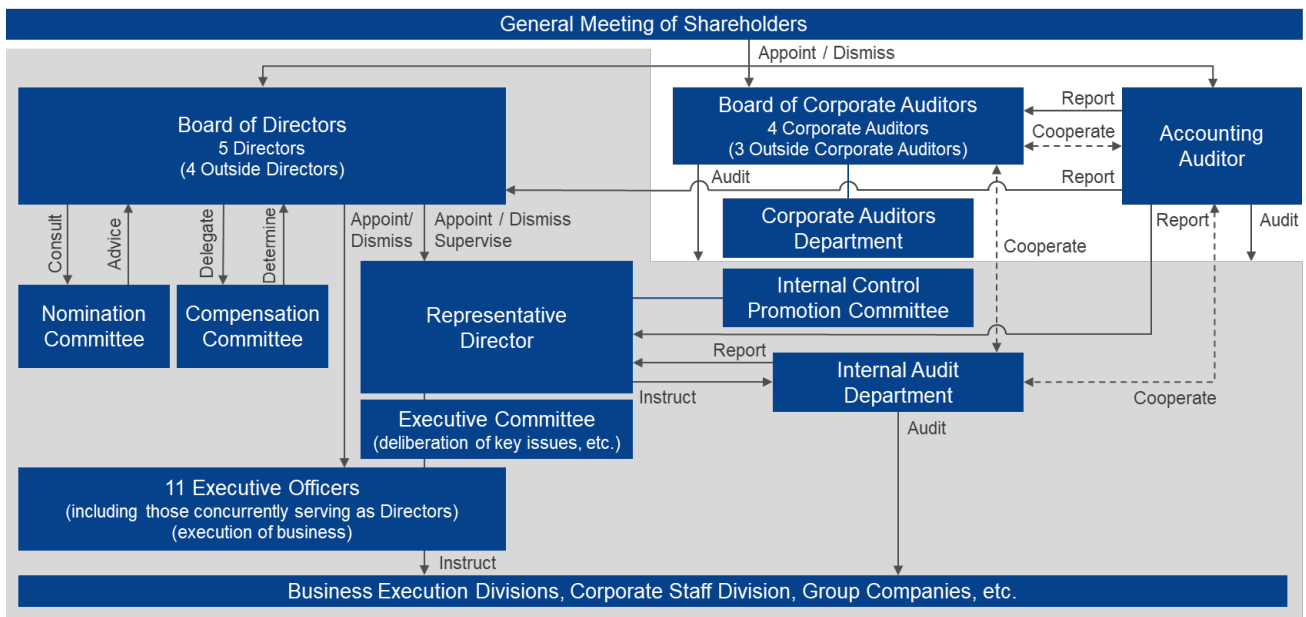 General Meeting of Shareholders
Appoint / Dismiss
Board of Directors
5 Directors
(4 Outside Directors)
Board of Corporate Auditors
4 Corporate Auditors
(3 Outside Corporate Auditors)
Report
Cooperate
Accounting
Auditor
Audit
Report
Corporate Auditors
Department
Consult
Advice
Delegate
Determine
Appoint/
Dismiss
Appoint / Dismiss
Supervise
Cooperate
Report
Audit
Nomination
Committee
Compensation
Committee
Representative
Director
Internal Control
Promotion Committee
Report
Instruct
Internal Audit
Department
Cooperate
Executive Committee
(deliberation of key issues, etc.)
Audit
11 Executive Officers
(including those concurrently serving as Directors)
(execution of business)
Instruct
Business Execution Divisions, Corporate Staff Division, Group Companies, etc.